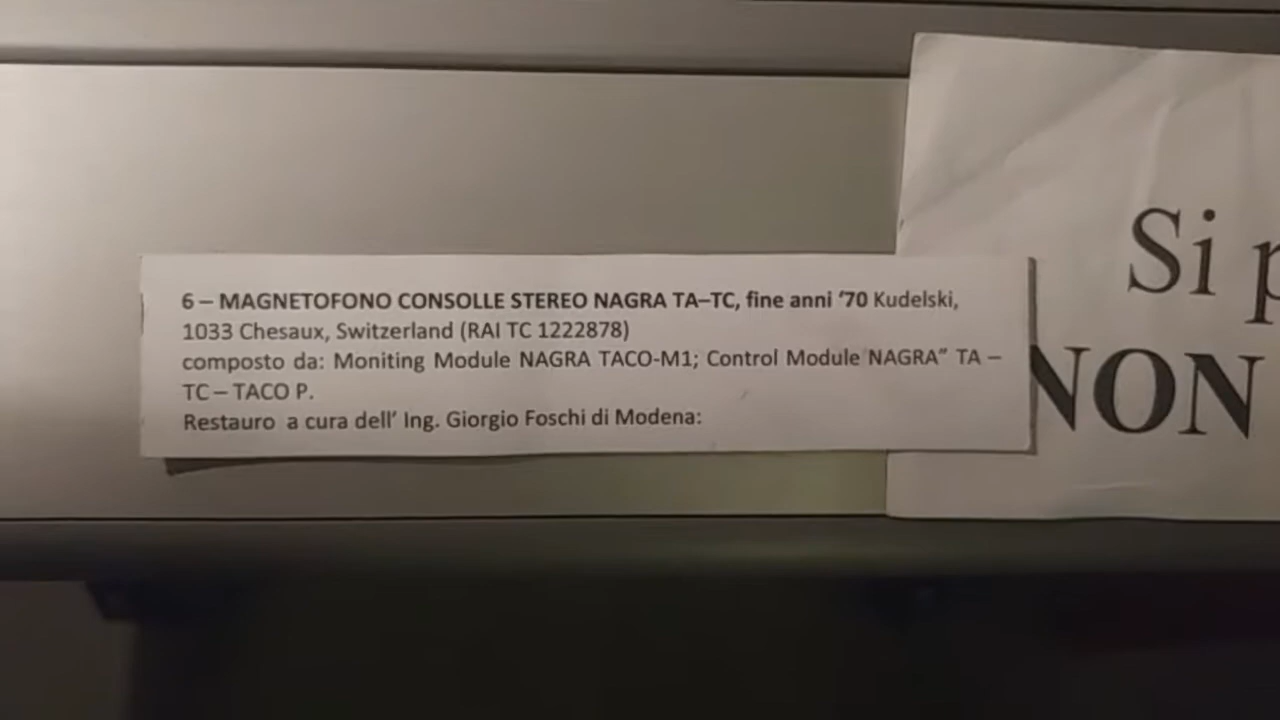 6 – MAGNETOFONO CONSOLLE STEREO NAGRA TA–TC, fine anni ‘70 Kudelski,
1033 Chesaux, Switzerland (RAI TC 1222878)
composto da: Moniting Module NAGRA TACO-M1; Control Module NAGRA” TA –
TC – TACO P.
Restauro a cura dell’ Ing. Giorgio Foschi di Modena:
Si p
NON